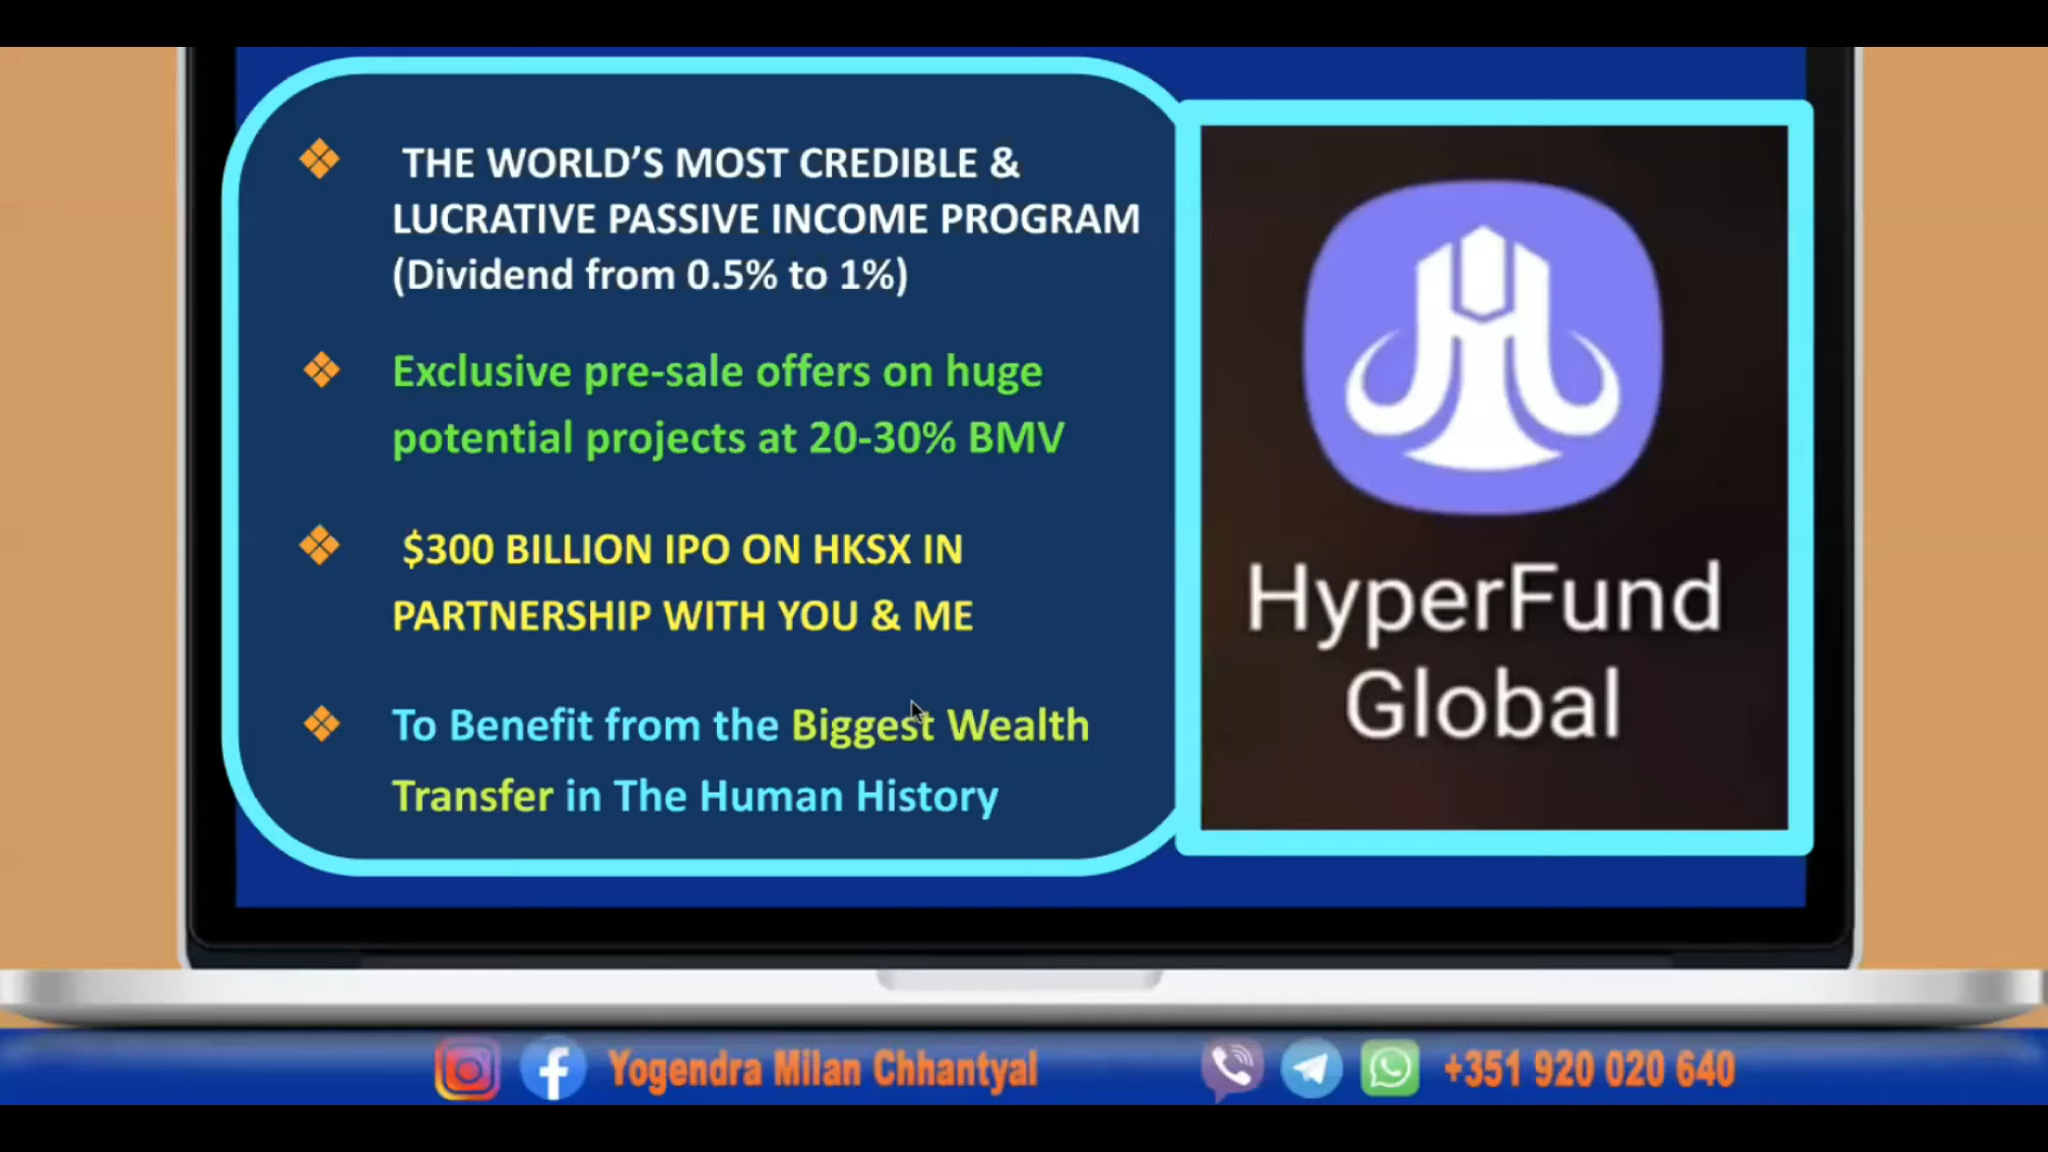 THE WORLD’S MOST CREDIBLE &
LUCRATIVE PASSIVE INCOME PROGRAM
(Dividend from 0.5% to 1%)
Exclusive pre-sale offers on huge
potential projects at 20-30% BMV
$300 BILLION IPO ON HKSX IN
PARTNERSHIP WITH YOU & ME
To Benefit from the Biggest Wealth
Transfer in The Human History
HyperFund
Global
Yogendra Milan Chhantyal
+351 920 020 640